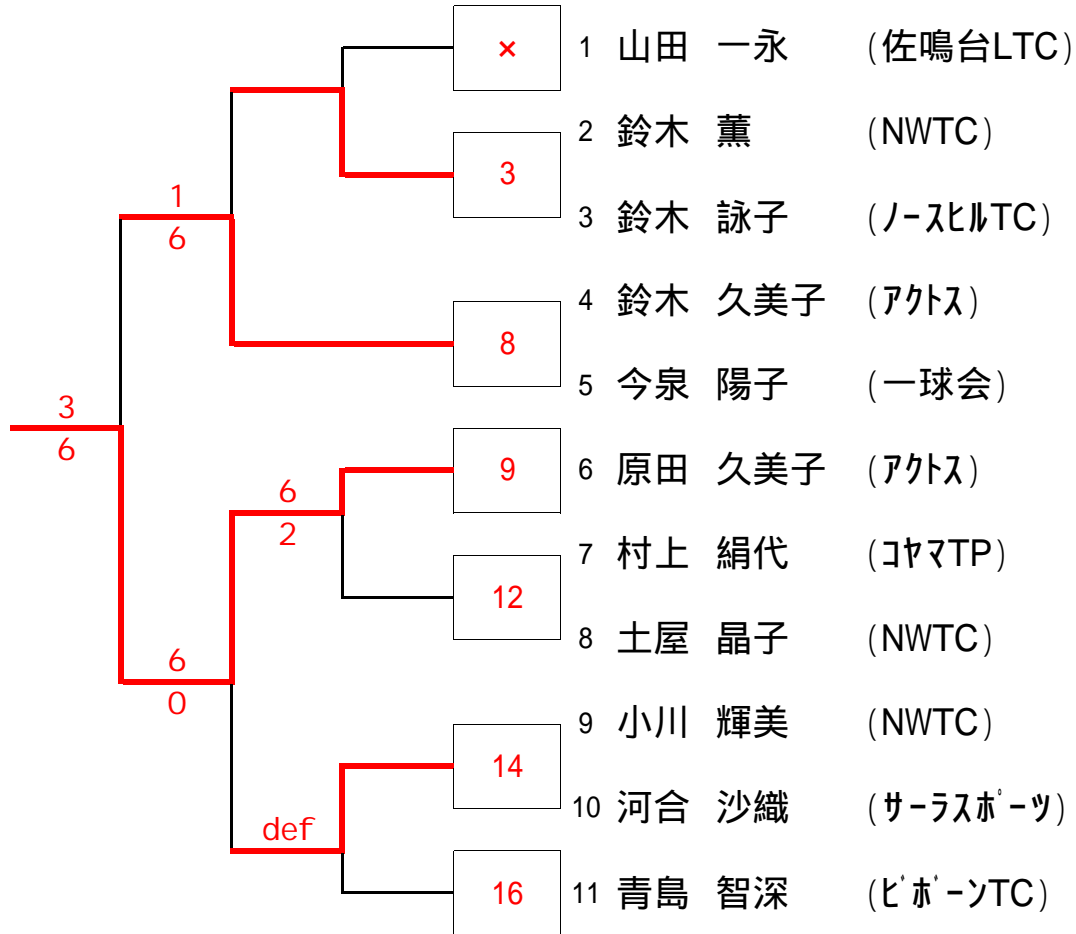 × 1 山田 一永 (佐鳴台LTC)
2 鈴木 薫 (NWTC)
3
1
6
3 鈴木 詠子 (ノースヒルTC)
4 鈴木 久美子 (アクトス)
8
5 今泉 陽子 (一球会)
3
6
9 6 原田 久美子 (アクトス)
6
2
7 村上 絹代 (コヤマTP)
12
8 土屋 晶子 (NWTC)
6
0
9 小川 輝美 (NWTC)
14
10 河合 沙織 (サーラスポーツ)
def
16 11 青島 智深 (ビボーンTC)